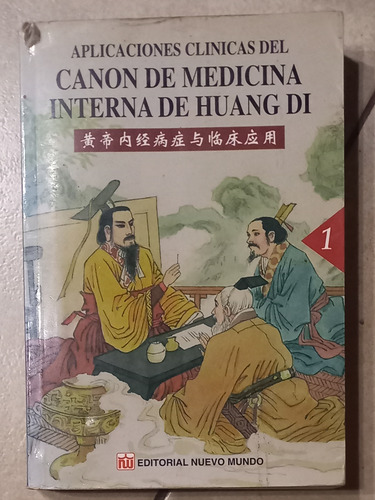 APLICACIONES CLINICAS DEL
CANON DE MEDICINA
INTERNA DE HUANG DI
黄帝内经病症与临床应用
1
EDITORIAL NUEVO MUNDO